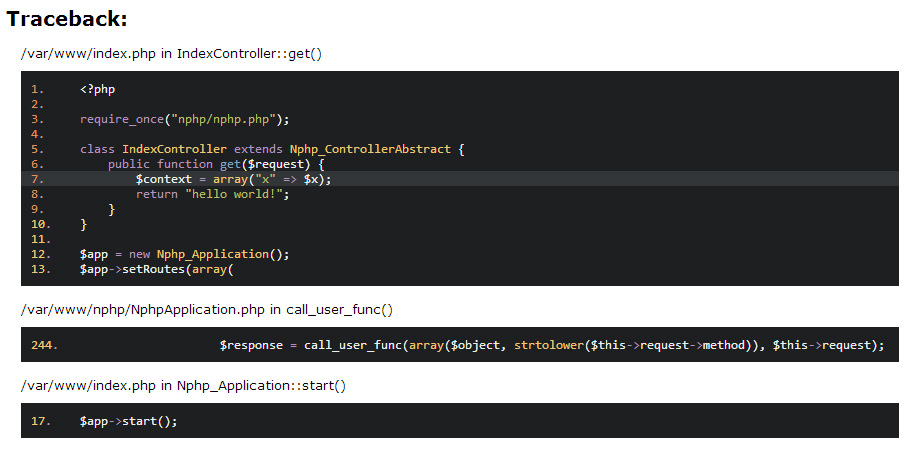 Traceback:
/var/www/index.php in IndexController::get()
1. <?php
2.
3. require_once("nphp/nphp.php");
4.
5. class IndexController extends Nphp_ControllerAbstract {
6. public function get($request) {
7. $context = array("x" => $x);
8. return "hello world!";
9. }
10. }
11.
12. $app = new Nphp_Application();
13. $app->setRoutes(array(
/var/www/nphp/NphpApplication.php in call_user_func()
244. $response = call_user_func(array($object, strtolower($this->request->method)), $this->request);
/var/www/index.php in Nphp_Application::start()
17. $app->start();